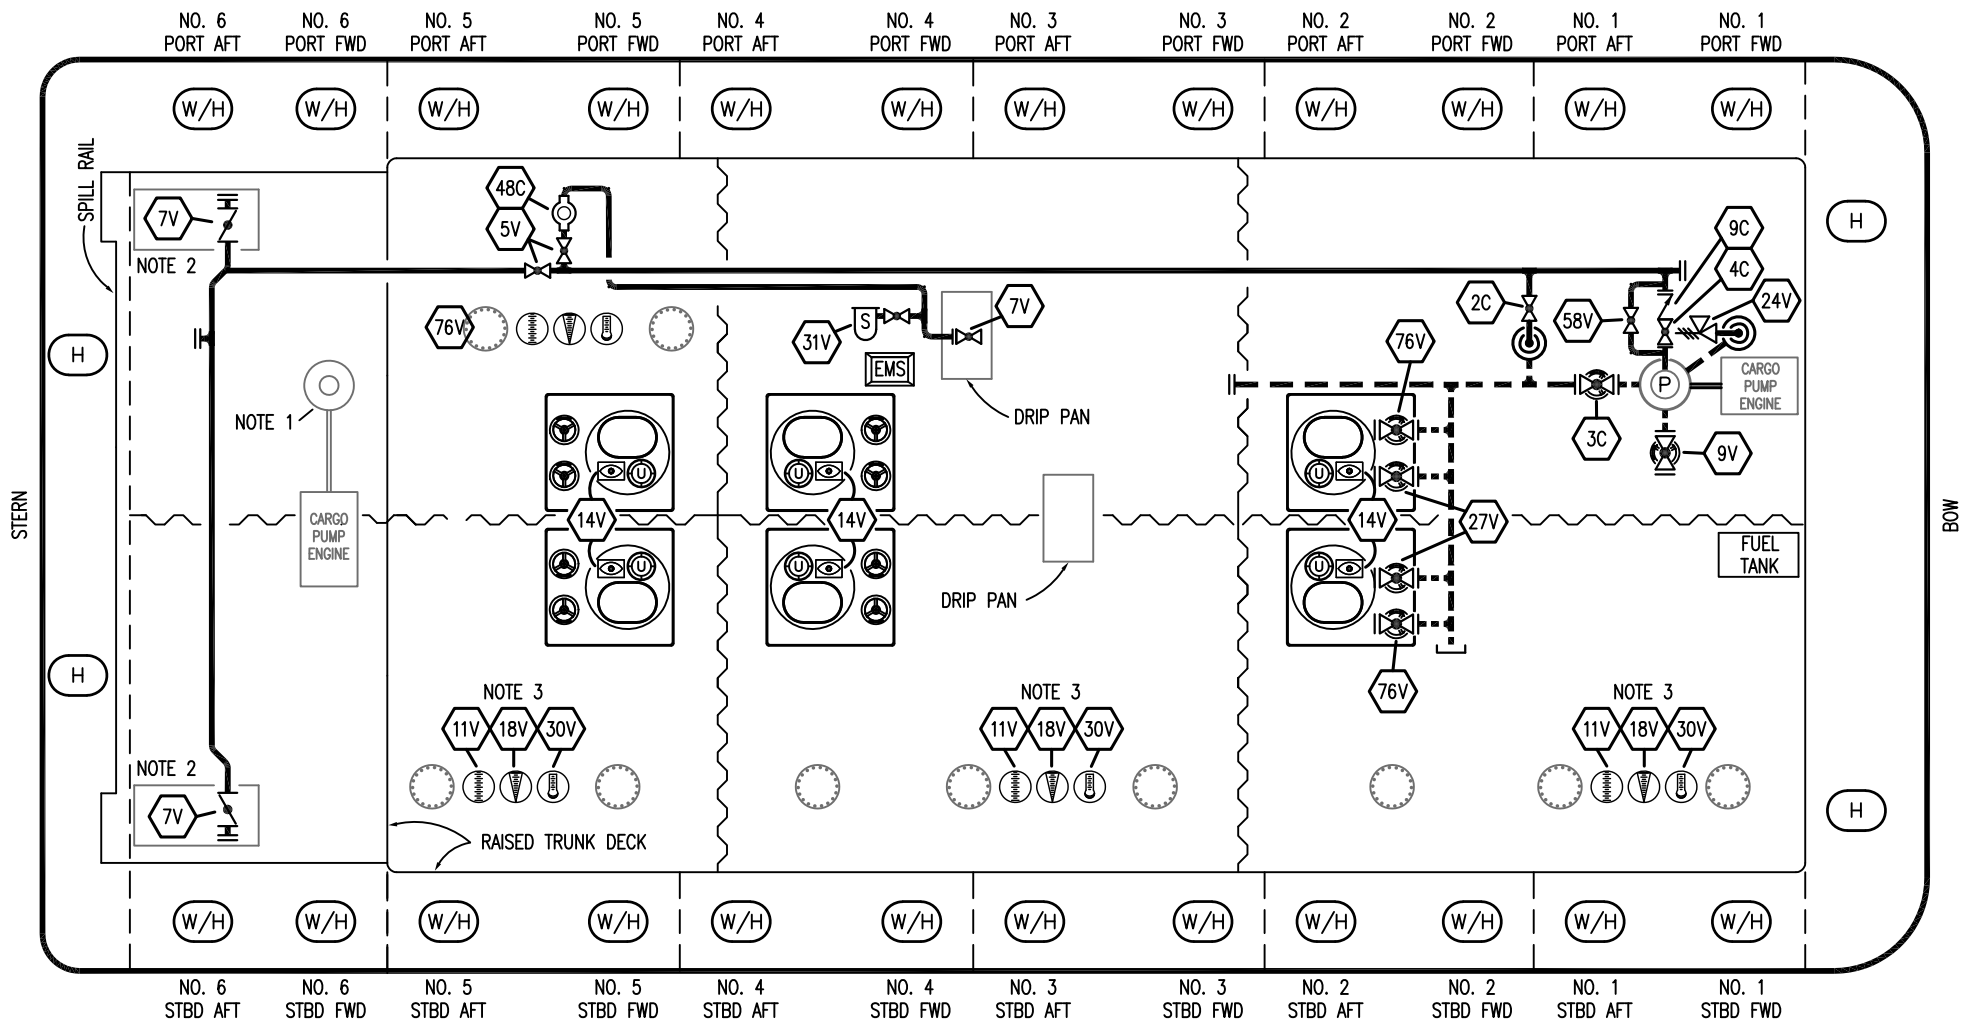 NO. 6
PORT AFT
NO. 6
PORT FWD
NO. 5
PORT AFT
NO. 5
PORT FWD
NO. 4
PORT AFT
NO. 4
PORT FWD
NO. 3
PORT AFT
NO. 3
PORT FWD
NO. 2
PORT AFT
NO. 2
PORT FWD
NO. 1
PORT AFT
NO. 1
PORT FWD
W/H
W/H
W/H
W/H
W/H
W/H
W/H
W/H
W/H
W/H
W/H
W/H
SPILL RAIL
7V
NOTE 2
48C
5V
H
9C
4C
24V
2C
58V
76V
31V
S
7V
EMS
76V
H
NOTE 1
DRIP PAN
P
CARGO
PUMP
ENGINE
3C
9V
STERN
CARGO
PUMP
ENGINE
U
U
U
14V
14V
14V
27V
BOW
U
U
U
DRIP PAN
FUEL
TANK
H
76V
NOTE 3
11V
18V
30V
NOTE 3
11V
18V
30V
NOTE 3
11V
18V
30V
NOTE 2
7V
RAISED TRUNK DECK
H
W/H
W/H
W/H
W/H
W/H
W/H
W/H
W/H
W/H
W/H
W/H
W/H
NO. 6
STBD AFT
NO. 6
STBD FWD
NO. 5
STBD AFT
NO. 5
STBD FWD
NO. 4
STBD AFT
NO. 4
STBD FWD
NO. 3
STBD AFT
NO. 3
STBD FWD
NO. 2
STBD AFT
NO. 2
STBD FWD
NO. 1
STBD AFT
NO. 1
STBD FWD